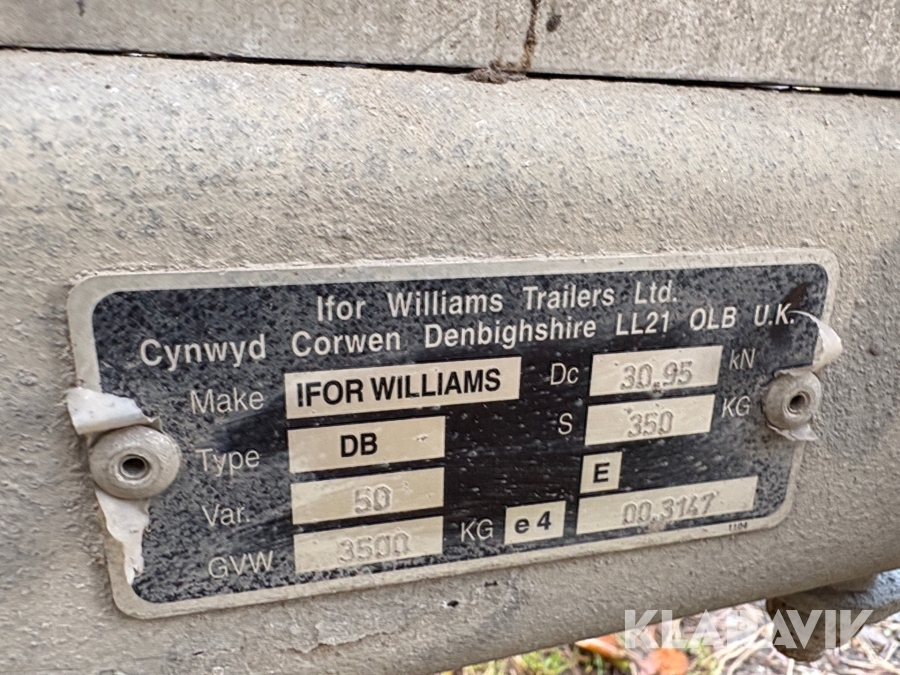 Ifor Williams Trailers Ltd.
Cynwyd Corwen Denbighshire LL21 OLB U.K.
Make IFOR WILLIAMS Dc 30.95 kN
Type DB S 350 KG
Var. 50 E
GVW 3500 KG e4 00.3147
1104
KLARAVIK